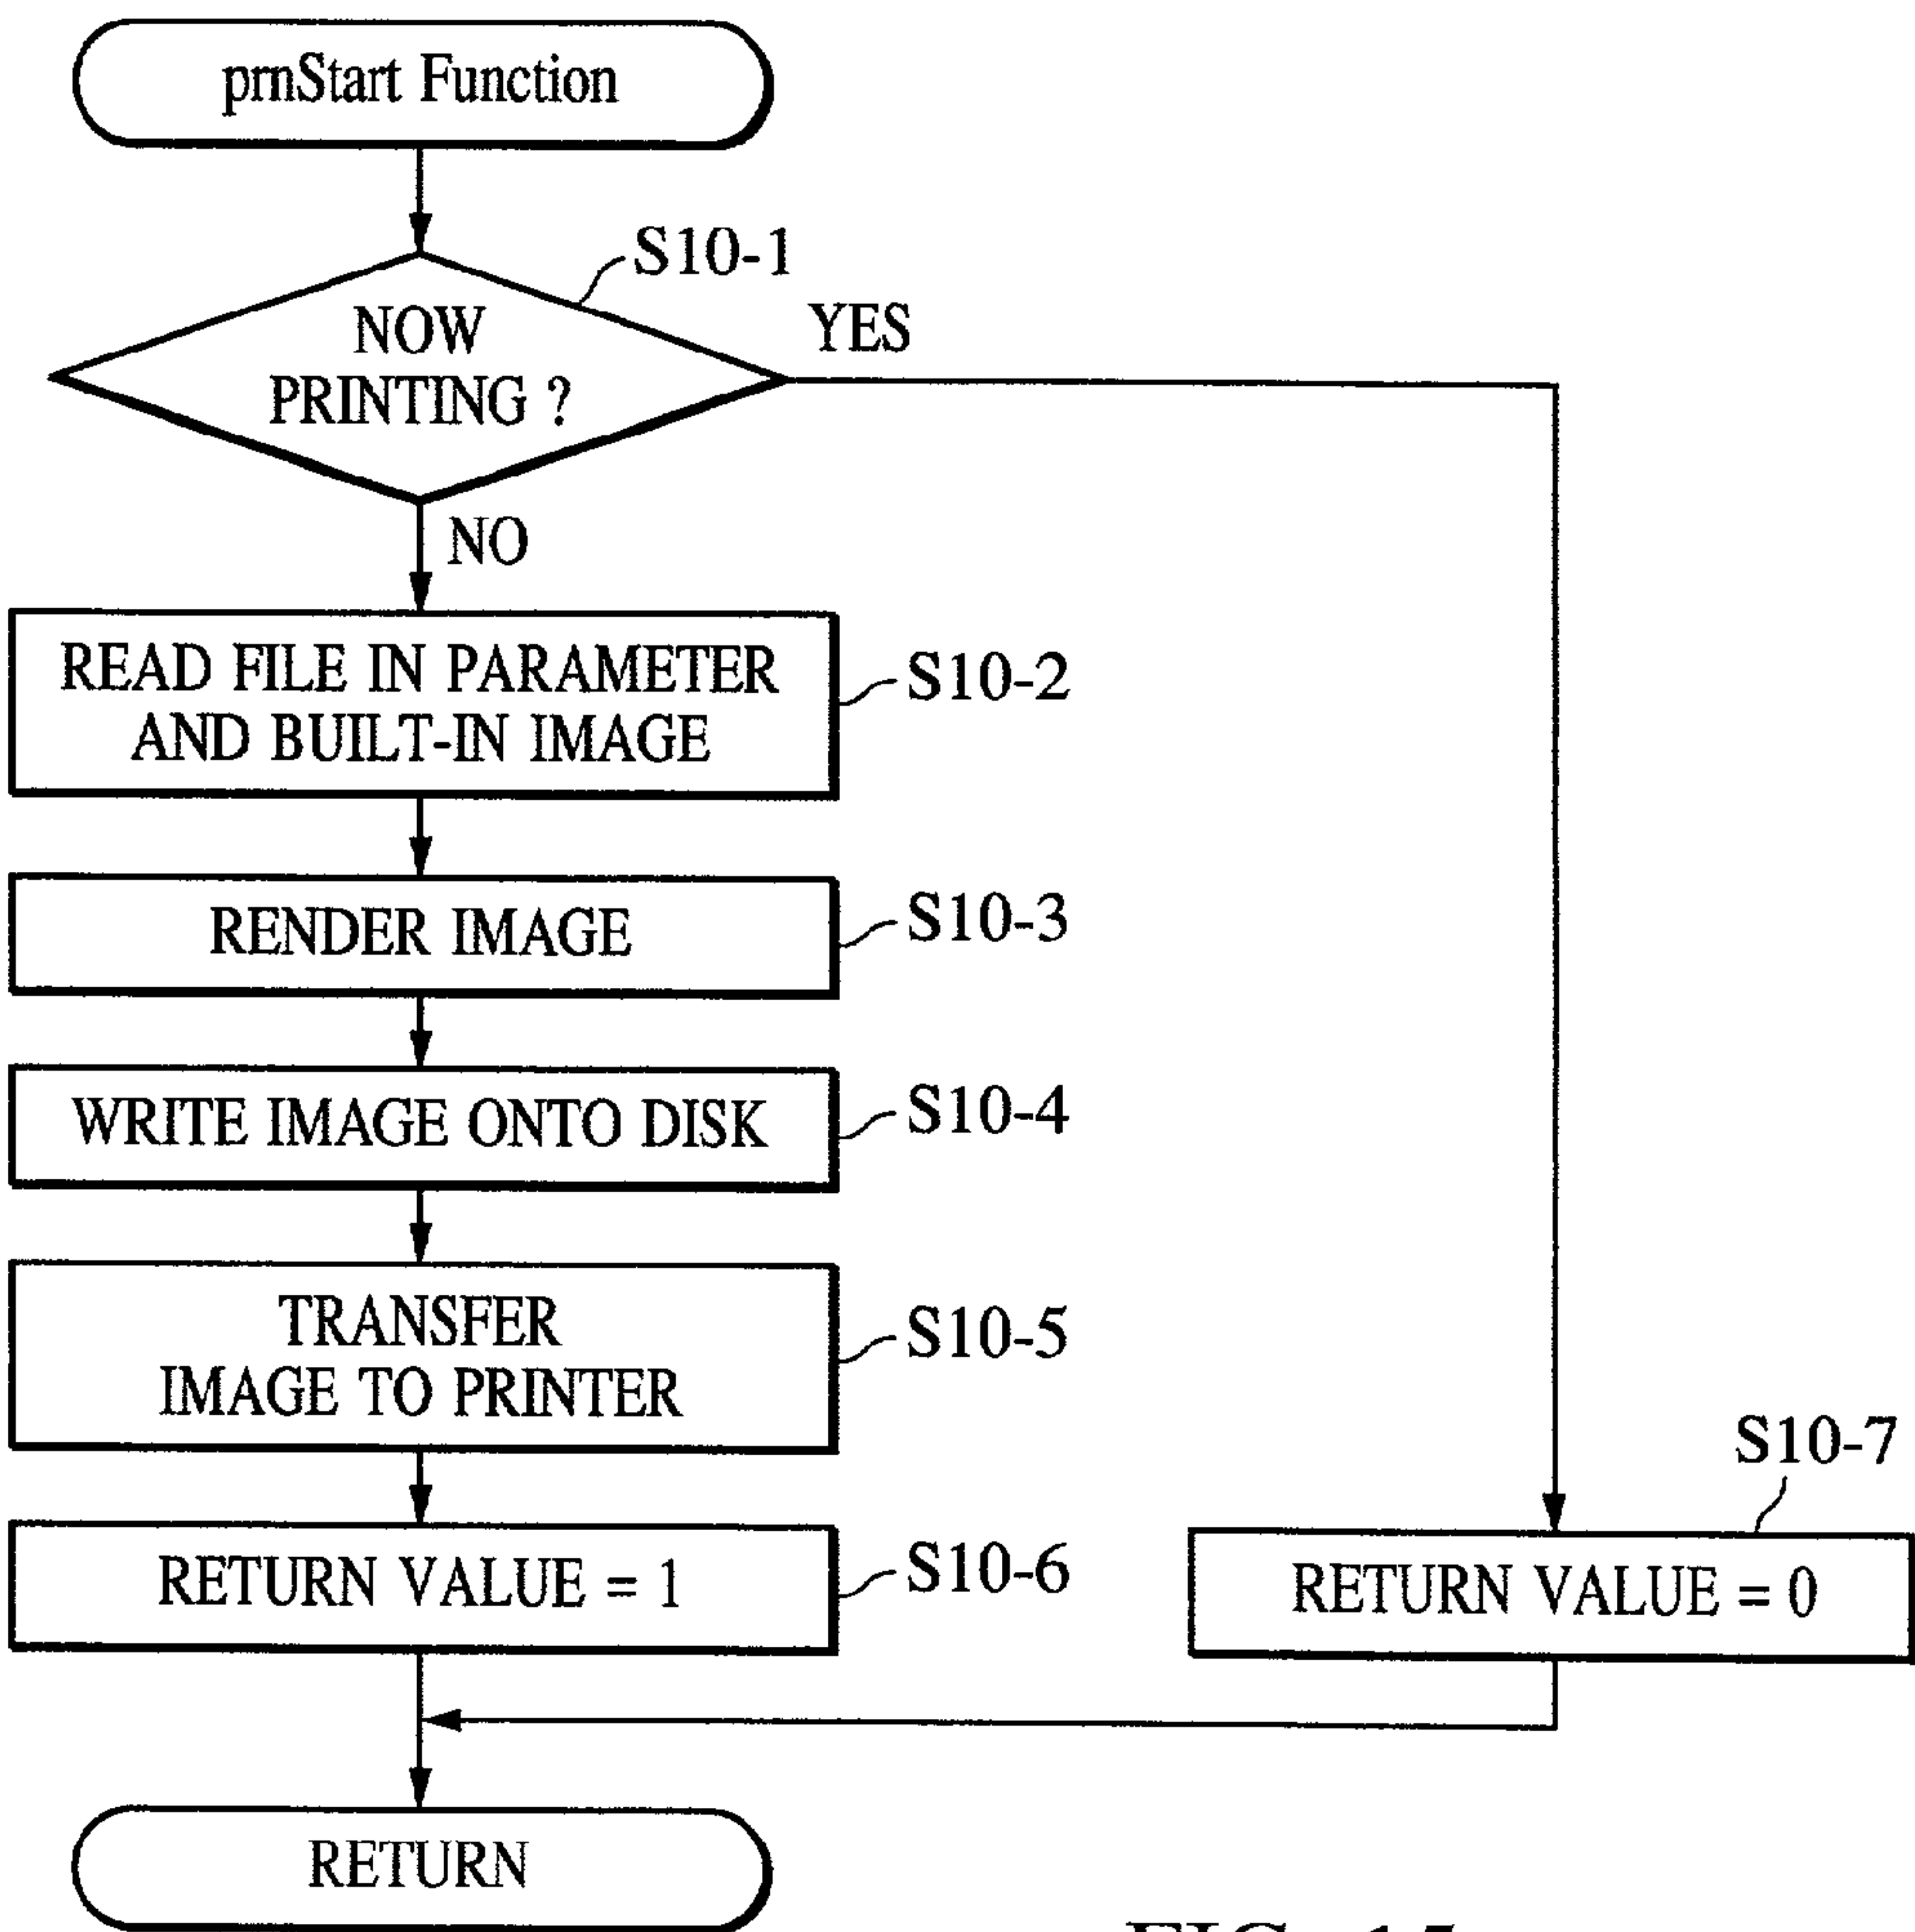 prnStart Function
S10-1
NOW
PRINTING ?
YES
NO
READ FILE IN PARAMETER
AND BUILT-IN IMAGE
S10-2
RENDER IMAGE
S10-3
WRITE IMAGE ONTO DISK
S10-4
TRANSFER
IMAGE TO PRINTER
S10-5
RETURN VALUE = 1
S10-6
S10-7
RETURN VALUE = 0
RETURN